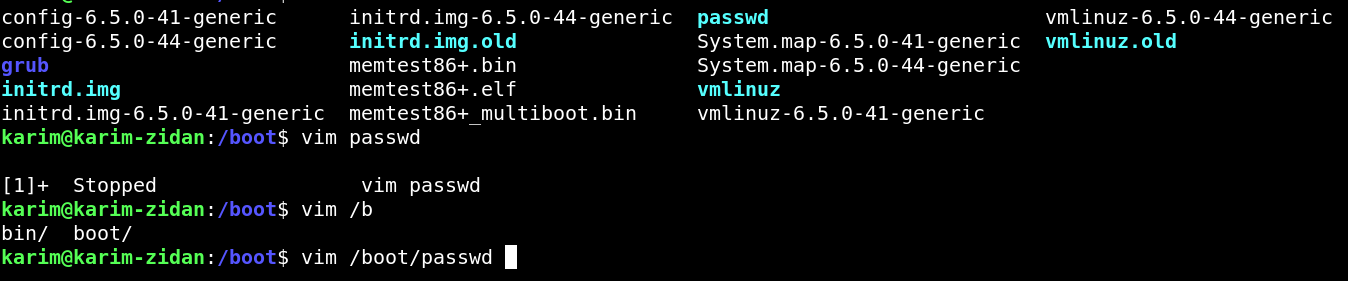 config-6.5.0-41-generic      initrd.img-6.5.0-44-generic  passwd                       vmlinuz-6.5.0-44-generic
config-6.5.0-44-generic      initrd.img.old               System.map-6.5.0-41-generic  vmlinuz.old
grub                         memtest86+.bin               System.map-6.5.0-44-generic
initrd.img                   memtest86+.elf               vmlinuz
initrd.img-6.5.0-41-generic  memtest86+_multiboot.bin     vmlinuz-6.5.0-41-generic
karim@karim-zidan:/boot$ vim passwd
[1]+  Stopped                 vim passwd
karim@karim-zidan:/boot$ vim /b
bin/  boot/
karim@karim-zidan:/boot$ vim /boot/passwd